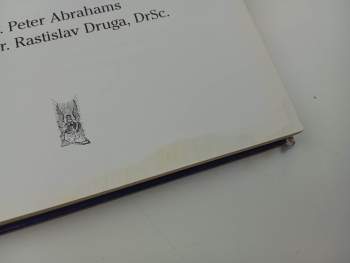 . Peter Abrahams
r. Rastislav Druga, DrSc.